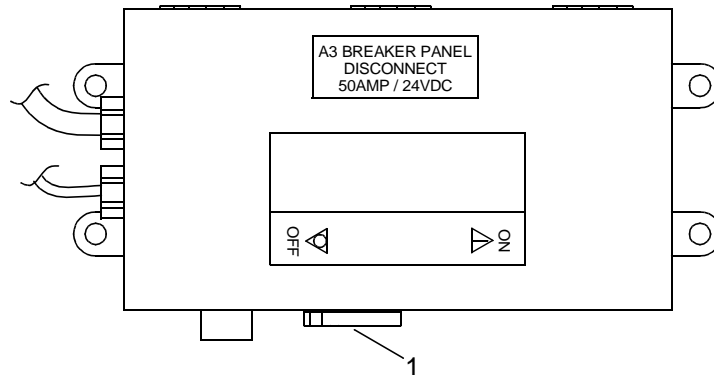 A3 BREAKER PANEL
DISCONNECT
50AMP / 24VDC
OFF
ON
1